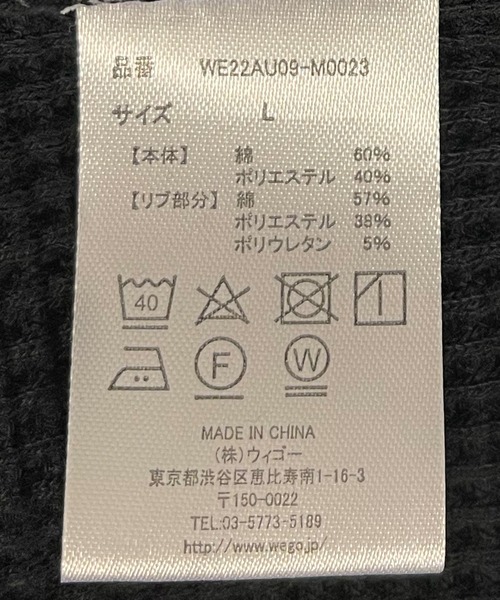 品番 WE22AU09-M0023
サイズ L
【本体】 綿 60%
ポリエステル 40%
【リブ部分】 綿 57%
ポリエステル 38%
ポリウレタン 5%
40
F W
MADE IN CHINA
(株)ウィゴー
東京都渋谷区恵比寿南1-16-3
〒150-0022
TEL:03-5773-5189
http://www.wego.jp/